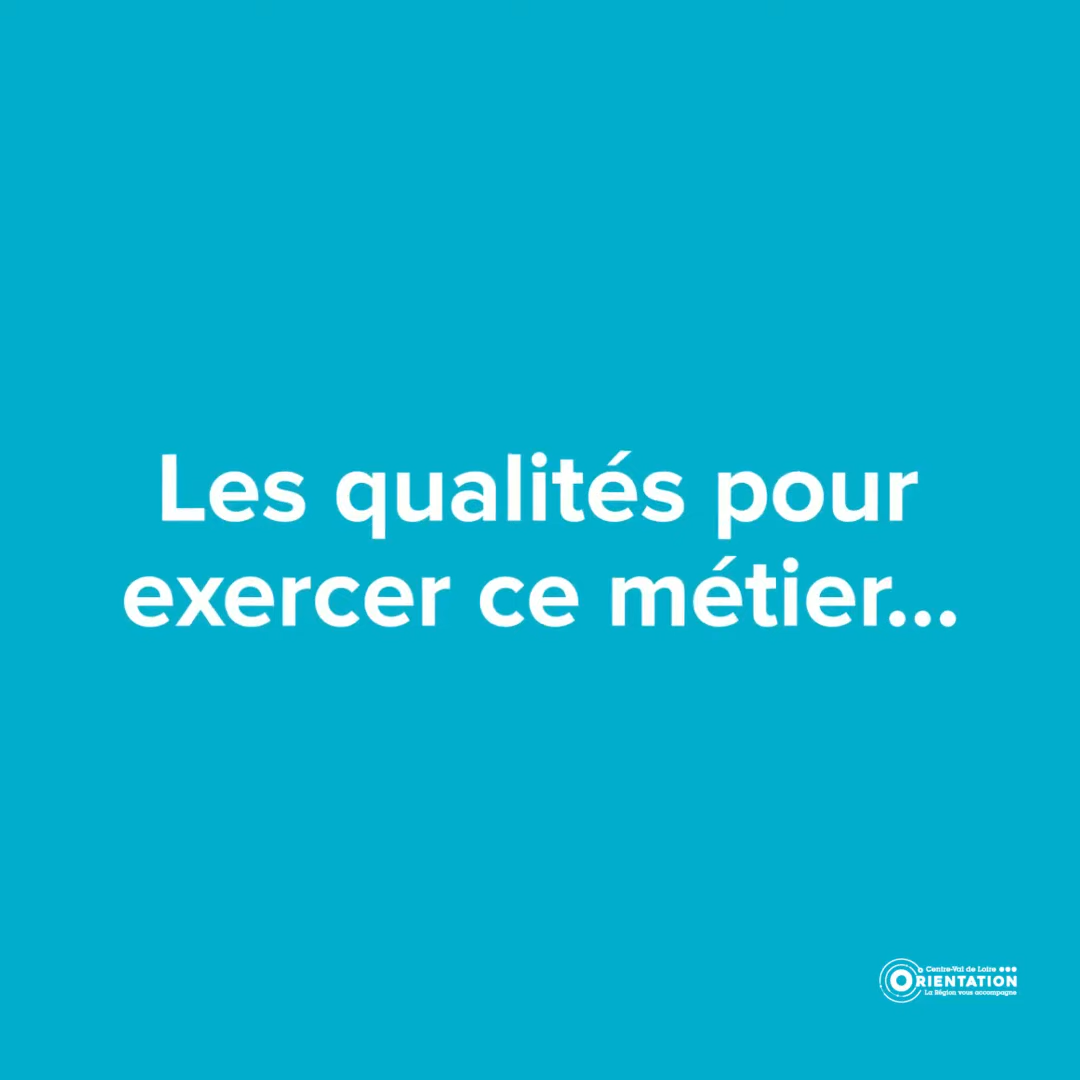 Les qualités pour
exercer ce métier...
Centre-Val de Loire
ORIENTATION
La Région vous accompagne